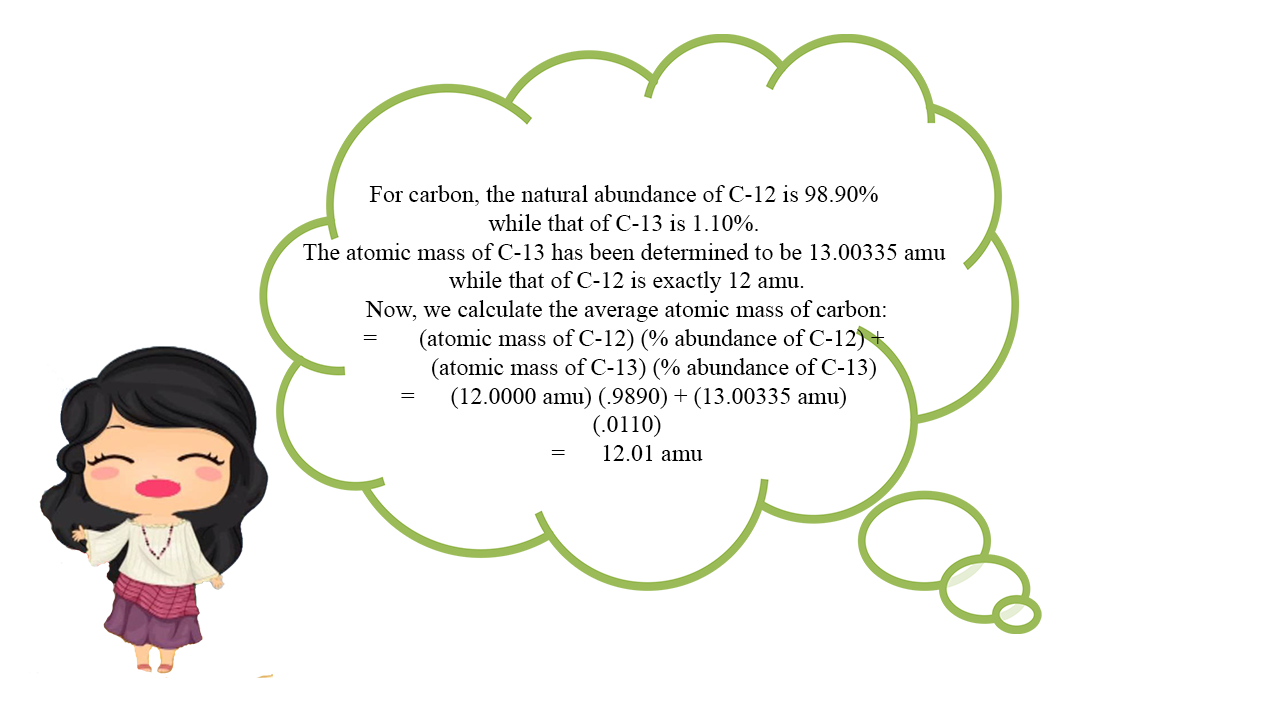 For carbon, the natural abundance of C-12 is 98.90%
while that of C-13 is 1.10%.
The atomic mass of C-13 has been determined to be 13.00335 amu
while that of C-12 is exactly 12 amu.
Now, we calculate the average atomic mass of carbon:
= (atomic mass of C-12) (% abundance of C-12) +
(atomic mass of C-13) (% abundance of C-13)
= (12.0000 amu) (.9890) + (13.00335 amu)
(.0110)
= 12.01 amu